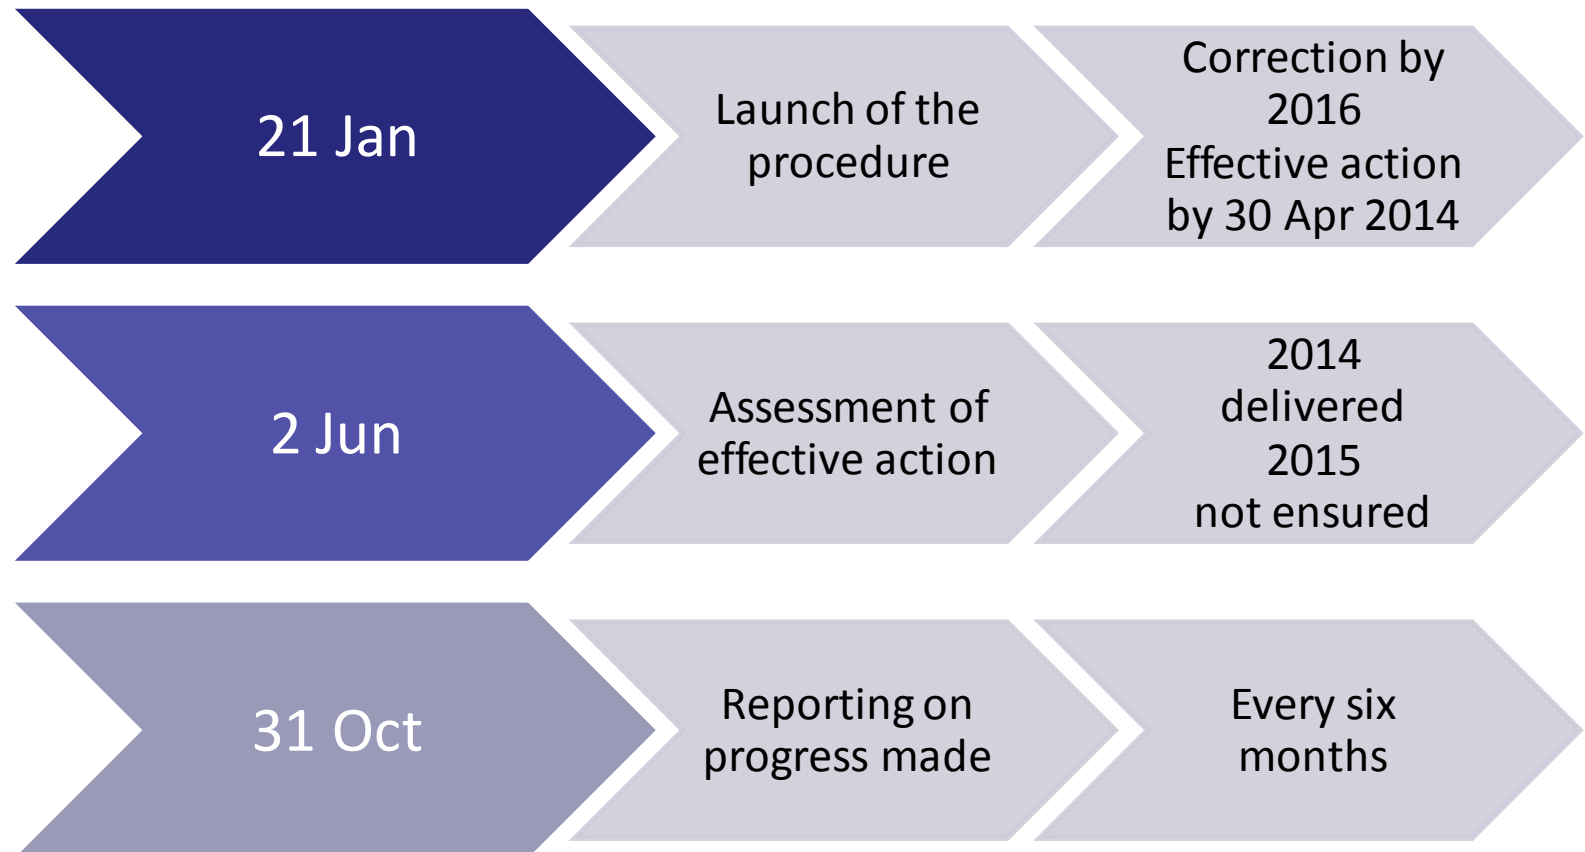 21 Jan
Launch of the
procedure
Correction by
2016
Effective action
by 30 Apr 2014
2 Jun
Assessment of
effective action
2014
delivered
2015
not ensured
31 Oct
Reporting on
progress made
Every six
months